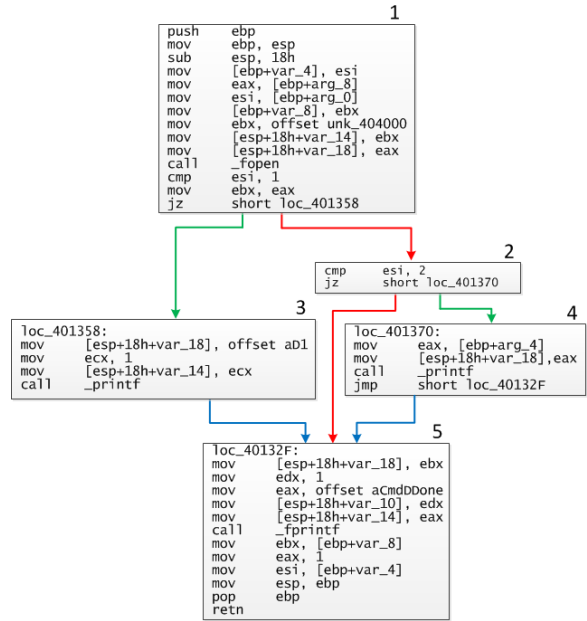 1
push ebp
mov ebp, esp
sub esp, 18h
mov [ebp+var_4], esi
mov eax, [ebp+arg_8]
mov esi, [ebp+arg_0]
mov [ebp+var_8], ebx
mov ebx, offset unk_404000
mov [esp+18h+var_14], ebx
mov [esp+18h+var_18], eax
call _fopen
cmp esi, 1
mov ebx, eax
jz short loc_401358
2
cmp esi, 2
jz short loc_401370
3
loc_401358:
mov [esp+18h+var_18], offset aD1
mov ecx, 1
mov [esp+18h+var_14], ecx
call _printf
4
loc_401370:
mov eax, [ebp+arg_4]
mov [esp+18h+var_18],eax
call _printf
jmp short loc_40132F
5
loc_40132F:
mov [esp+18h+var_18], ebx
mov edx, 1
mov eax, offset aCmdDDone
mov [esp+18h+var_10], edx
mov [esp+18h+var_14], eax
call _fprintf
mov ebx, [ebp+var_8]
mov eax, 1
mov esi, [ebp+var_4]
mov esp, ebp
pop ebp
retn